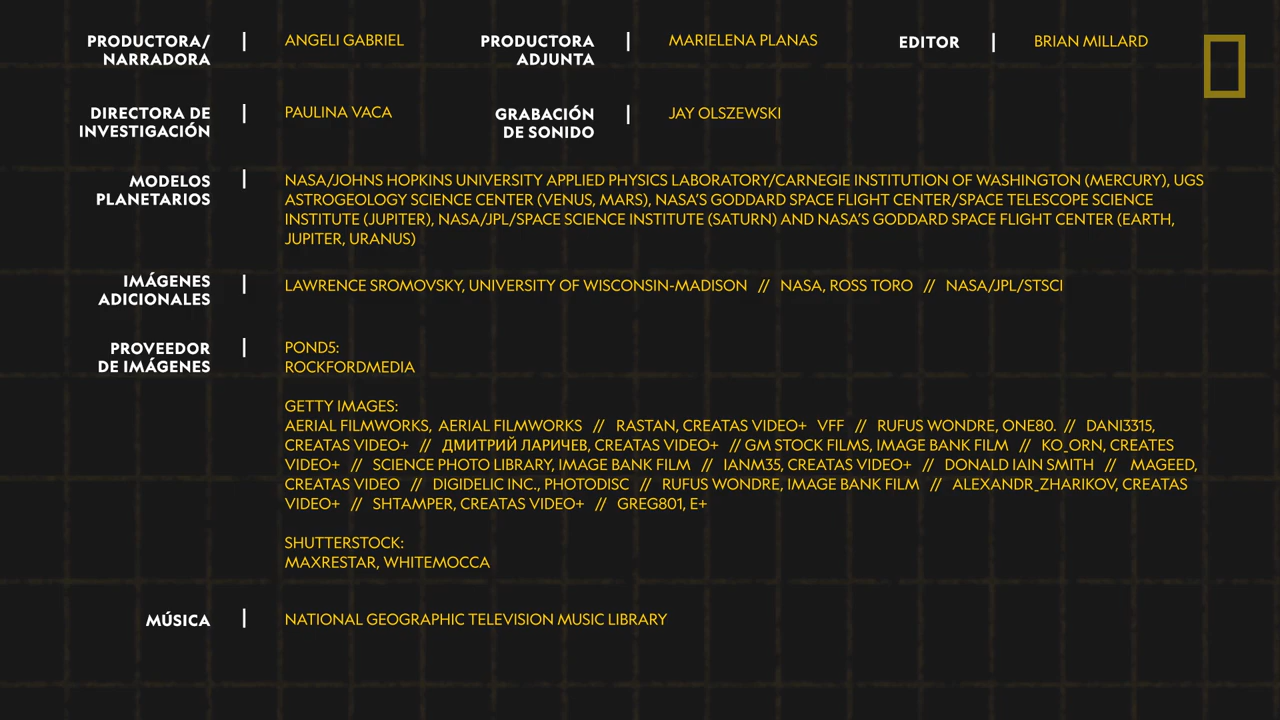 PRODUCTORA/
NARRADORA
ANGELI GABRIEL
PRODUCTORA
ADJUNTA
MARIELENA PLANAS
EDITOR
BRIAN MILLARD
DIRECTORA DE
INVESTIGACIÓN
PAULINA VACA
GRABACIÓN
DE SONIDO
JAY OLSZEWSKI
MODELOS
PLANETARIOS
NASA/JOHNS HOPKINS UNIVERSITY APPLIED PHYSICS LABORATORY/CARNEGIE INSTITUTION OF WASHINGTON (MERCURY), UGS
ASTROGEOLOGY SCIENCE CENTER (VENUS, MARS), NASA'S GODDARD SPACE FLIGHT CENTER/SPACE TELESCOPE SCIENCE
INSTITUTE (JUPITER), NASA/JPL/SPACE SCIENCE INSTITUTE (SATURN) AND NASA'S GODDARD SPACE FLIGHT CENTER (EARTH,
JUPITER, URANUS)
IMÁGENES
ADICIONALES
LAWRENCE SROMOVSKY, UNIVERSITY OF WISCONSIN-MADISON // NASA, ROSS TORO // NASA/JPL/STSCI
PROVEEDOR
DE IMÁGENES
POND5:
ROCKFORDMEDIA
GETTY IMAGES:
AERIAL FILMWORKS, AERIAL FILMWORKS // RASTAN, CREATAS VIDEO+ VFF // RUFUS WONDRE, ONE80. // DANI3315,
CREATAS VIDEO+ // ДМИТРИЙ ЛАРИЧЕВ, CREATAS VIDEO+ // GM STOCK FILMS, IMAGE BANK FILM // KO_ORN, CREATES
VIDEO+ // SCIENCE PHOTO LIBRARY, IMAGE BANK FILM // IANM35, CREATAS VIDEO+ // DONALD IAIN SMITH // MAGEED,
CREATAS VIDEO // DIGIDELIC INC., PHOTODISC // RUFUS WONDRE, IMAGE BANK FILM // ALEXANDR_ZHARIKOV, CREATAS
VIDEO+ // SHTAMPER, CREATAS VIDEO+ // GREG801, E+
SHUTTERSTOCK:
MAXRESTAR, WHITEMOCCA
MÚSICA
NATIONAL GEOGRAPHIC TELEVISION MUSIC LIBRARY